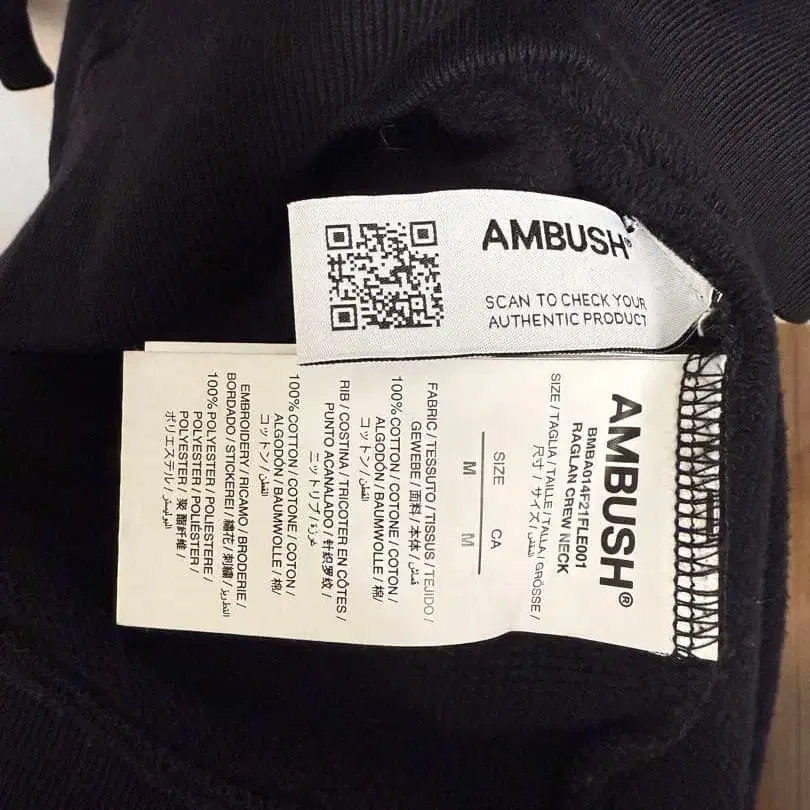 AMBUSH®
SCAN TO CHECK YOUR
AUTHENTIC PRODUCT
AMBUSH®
BMBA014F21FLE001
RAGLAN CREW NECK
SIZE / TAGLIA / TAILLE / TALLA / GRÖSSE /
尺寸 / サイズ /
SIZE CA
M M
FABRIC / TESSUTO / TISSUS / TEJIDO /
GEWEBE / 面料 / 本体 / قماش
100% COTTON / COTONE / COTON /
ALGODÓN / BAUMWOLLE / 棉 /
コットン / القطن
RIB / COSTINA / TRICOTER EN CÔTES /
PUNTO ACANALADO / 针织罗纹 /
ニットリブ /
100% COTTON / COTONE / COTON /
ALGODÓN / BAUMWOLLE / 棉 /
コットン / القطن
EMBROIDERY / RICAMO / BRODERIE /
BORDADO / STICKEREI / 繡花 / 刺繍 / التطريز
100% POLYESTER / POLIESTERE /
POLYESTER / POLIESTER /
POLYESTER / 聚酯纤维 /
ポリエステル / البوليستر